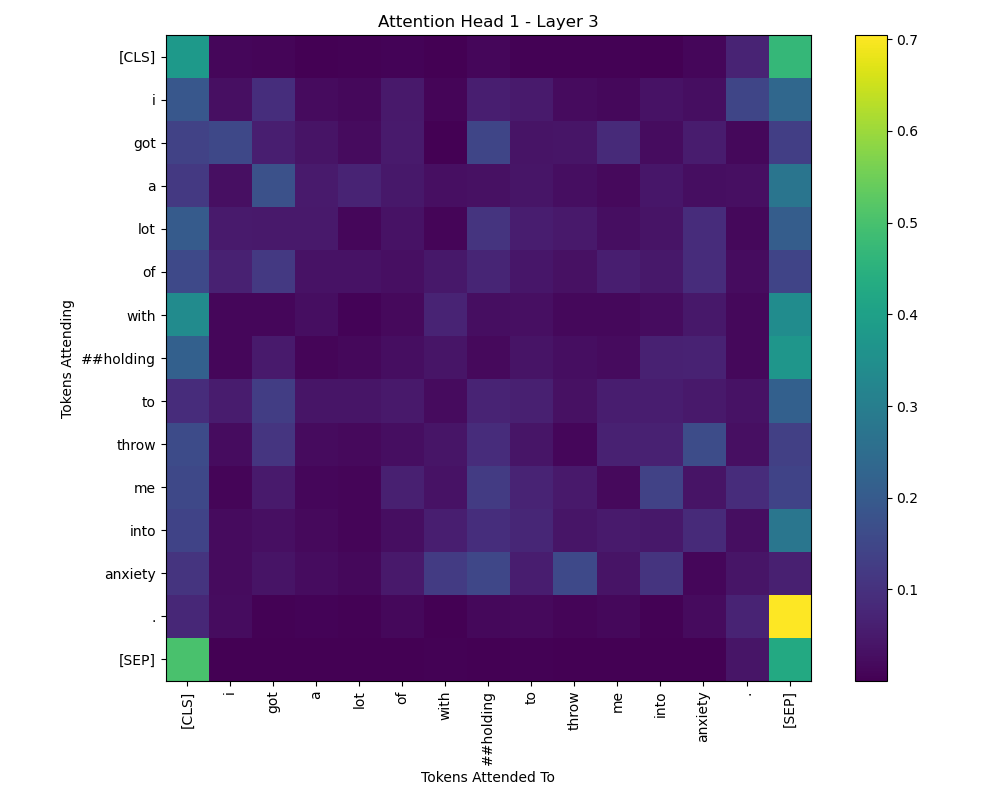 Attention Head 1 - Layer 3
[CLS]
i
got
a
lot
of
with
##holding
to
throw
me
into
anxiety
.
[SEP]
Tokens Attending
[CLS]
i
got
a
lot
of
with
##holding
to
throw
me
into
anxiety
.
[SEP]
Tokens Attended To
0.7
0.6
0.5
0.4
0.3
0.2
0.1